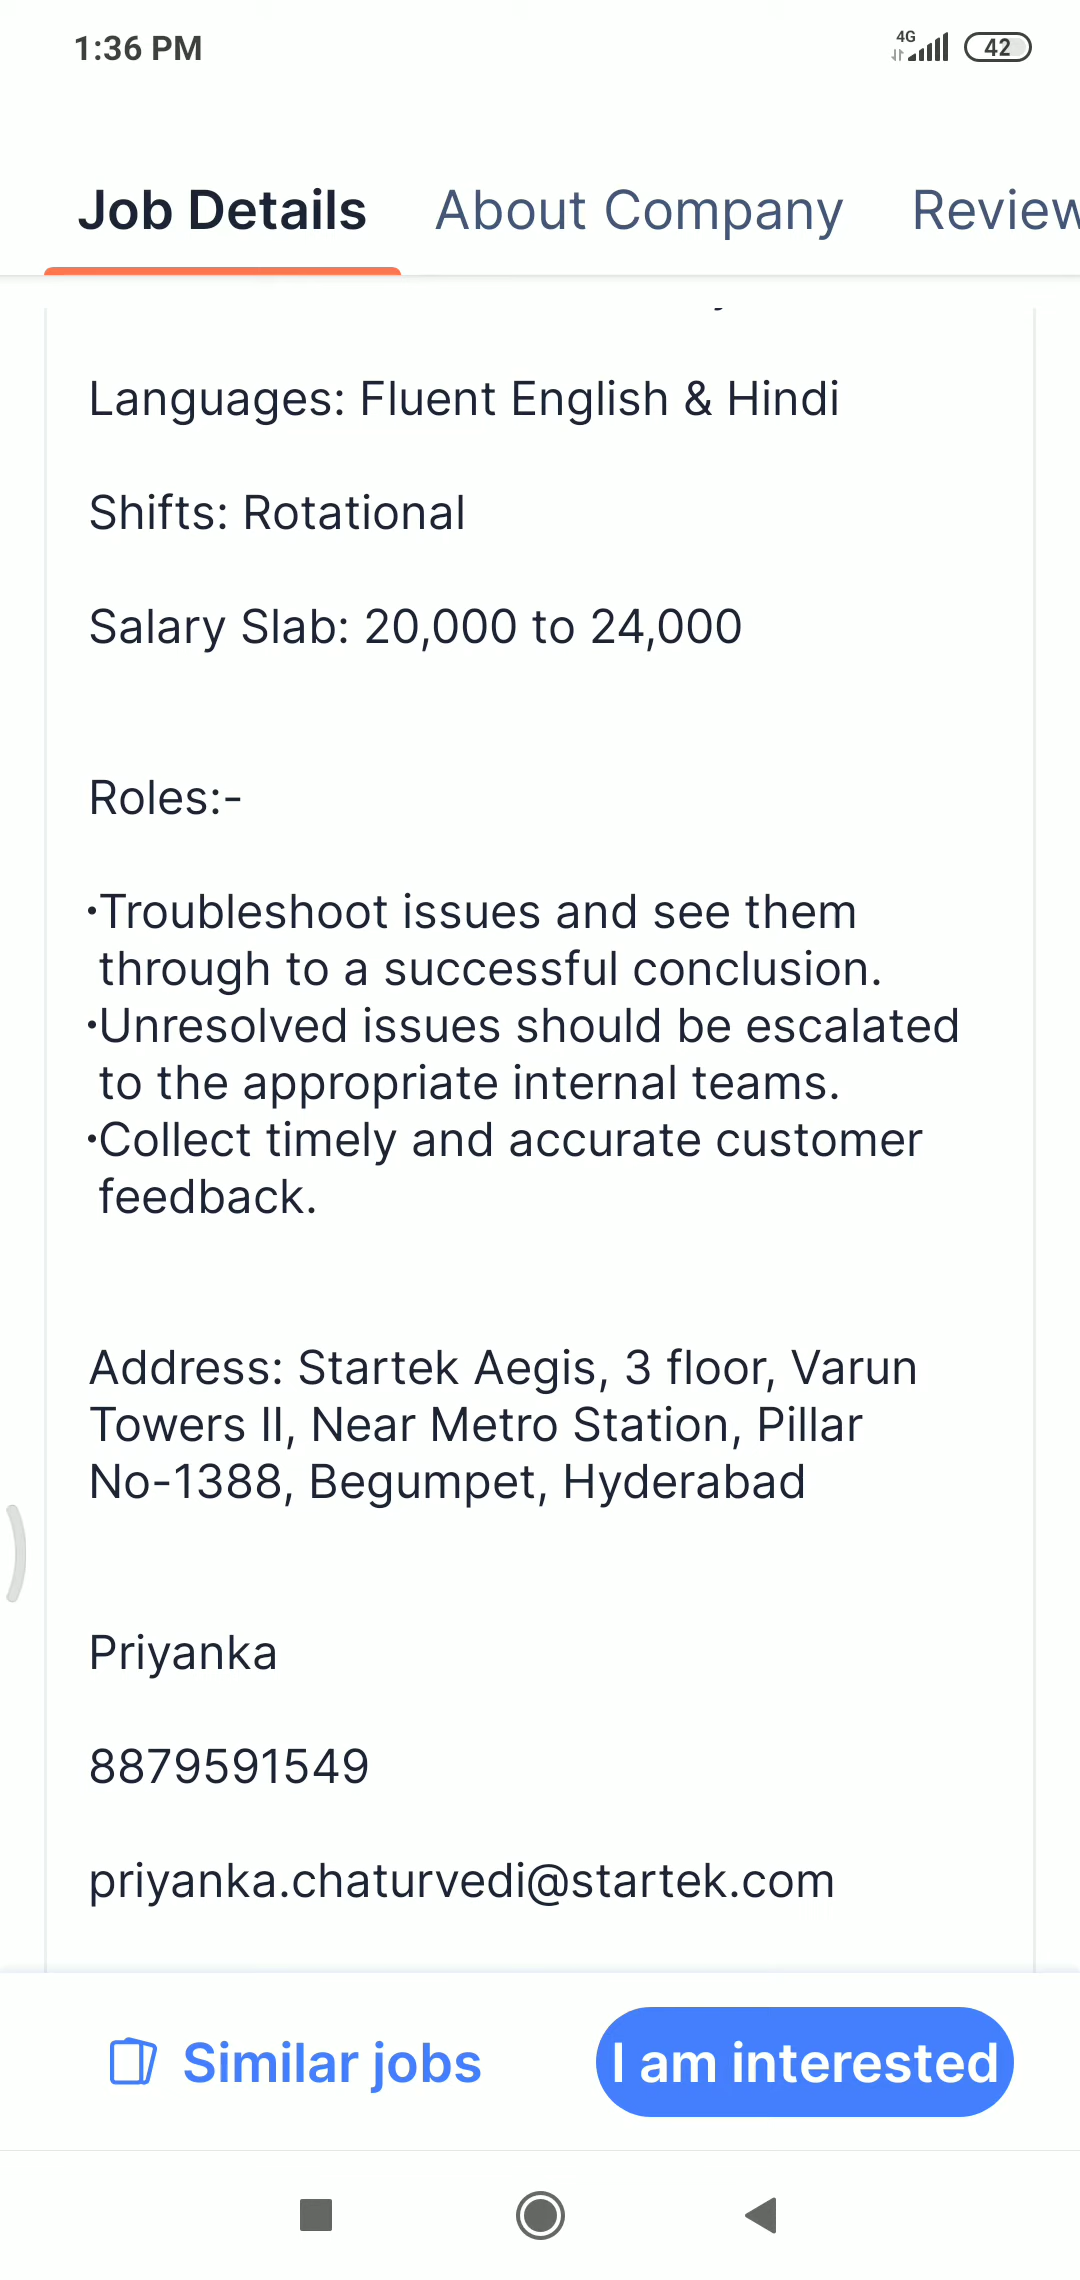 1:36 PM
4G
42
Job Details
About Company
Review
Languages: Fluent English & Hindi
Shifts: Rotational
Salary Slab: 20,000 to 24,000
Roles:-
•Troubleshoot issues and see them
through to a successful conclusion.
•Unresolved issues should be escalated
to the appropriate internal teams.
•Collect timely and accurate customer
feedback.
Address: Startek Aegis, 3 floor, Varun
Towers II, Near Metro Station, Pillar
No-1388, Begumpet, Hyderabad
Priyanka
8879591549
priyanka.chaturvedi@startek.com
Similar jobs
I am interested